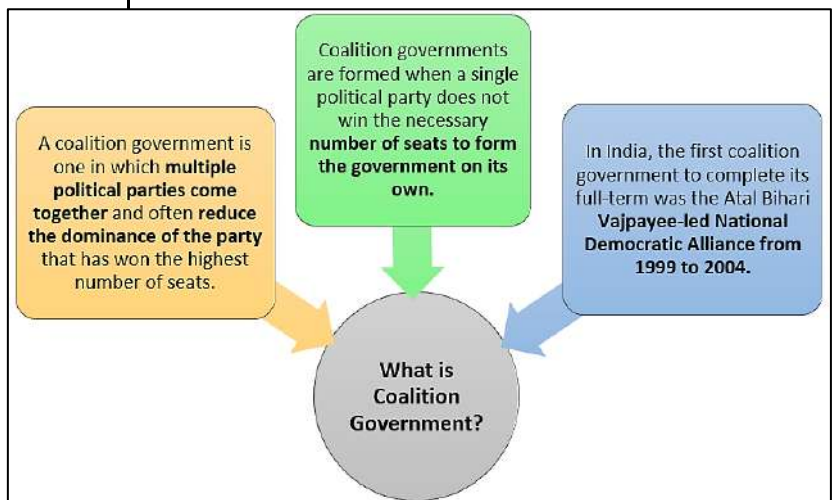 A coalition government is
one in which multiple
political parties come
together and often reduce
the dominance of the party
that has won the highest
number of seats.
Coalition governments
are formed when a single
political party does not
win the necessary
number of seats to form
the government on its
own.
In India, the first coalition
government to complete its
full-term was the Atal Bihari
Vajpayee-led National
Democratic Alliance from
1999 to 2004.
What is
Coalition
Government?